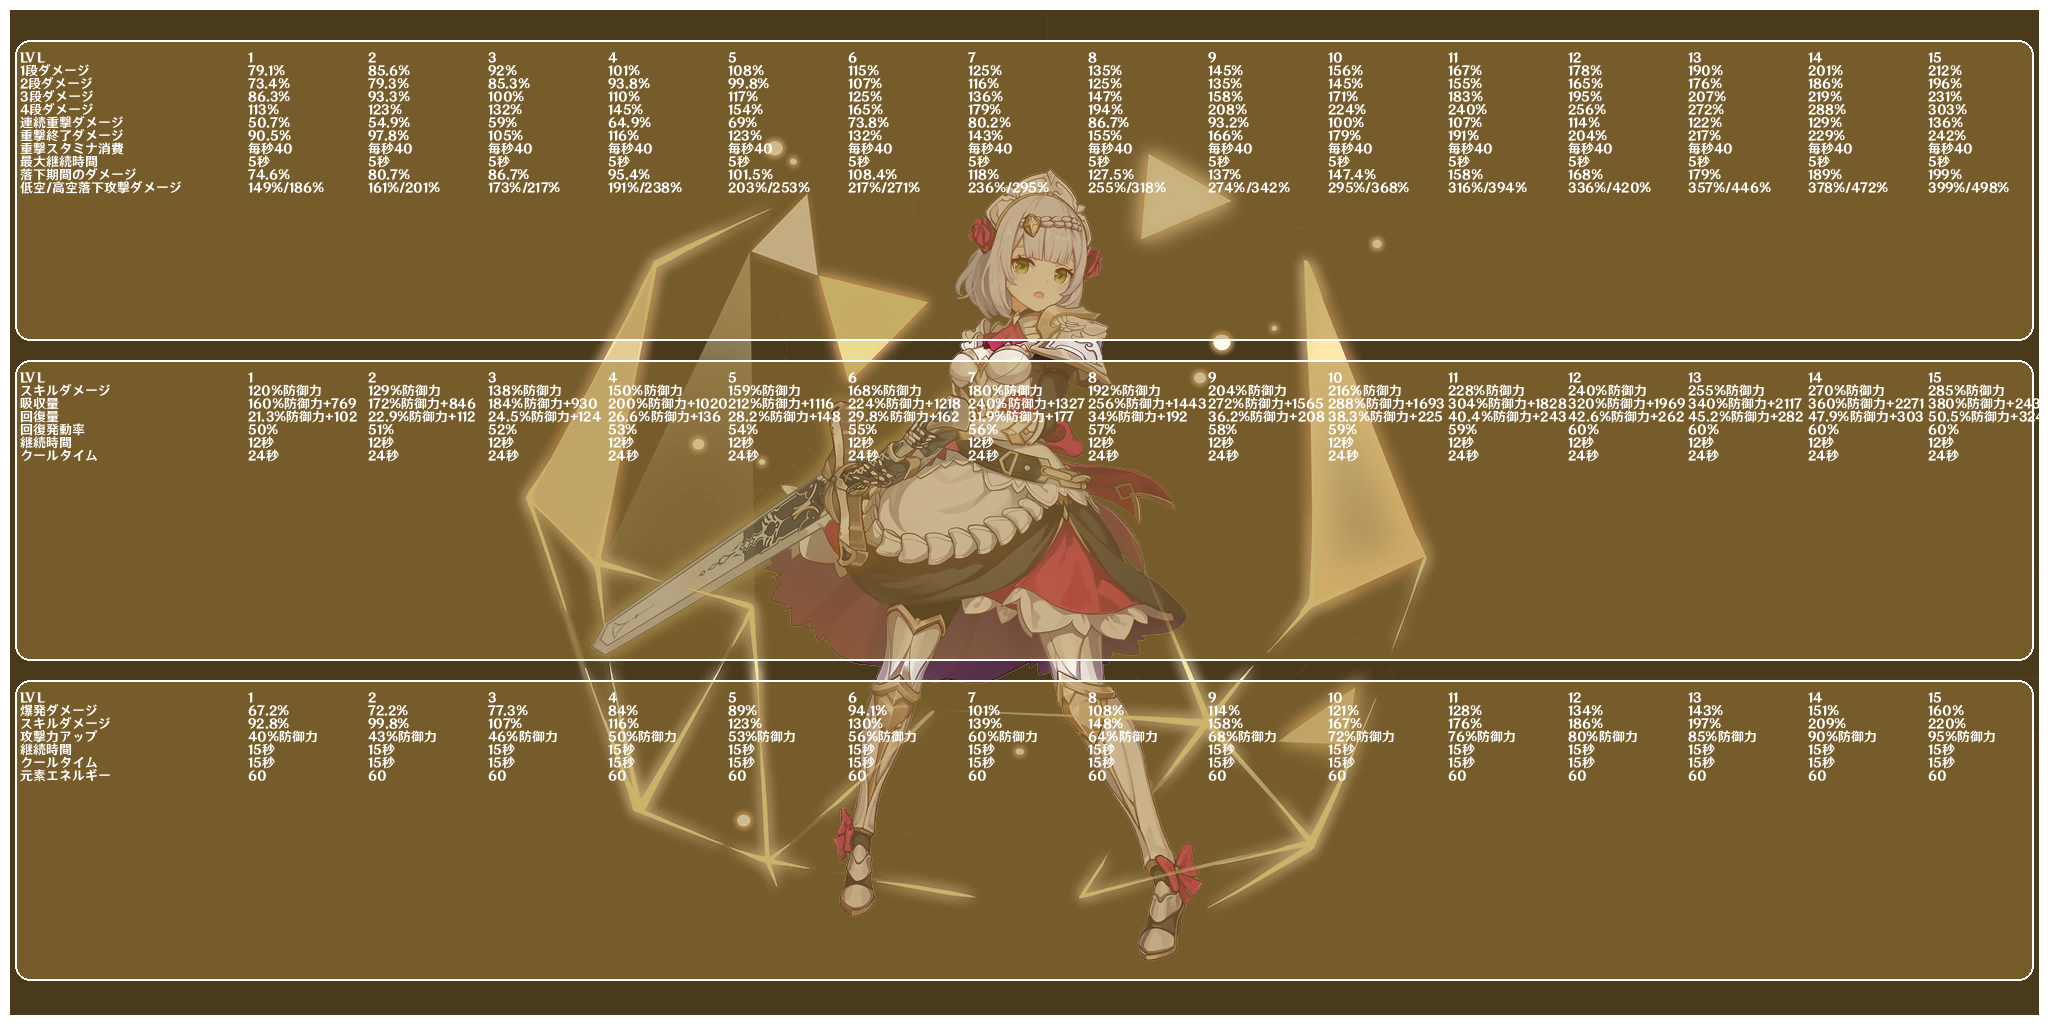 LVL 1 2 3 4 5 6 7 8 9 10 11 12 13 14 15
1段ダメージ 79.1% 85.6% 92% 101% 108% 115% 125% 135% 145% 156% 167% 178% 190% 201% 212%
2段ダメージ 73.4% 79.3% 85.3% 93.8% 99.8% 107% 116% 125% 135% 145% 155% 165% 176% 186% 196%
3段ダメージ 86.3% 93.3% 100% 110% 117% 125% 136% 147% 158% 171% 183% 195% 207% 219% 231%
4段ダメージ 113% 123% 132% 145% 154% 165% 179% 194% 208% 224% 240% 256% 272% 288% 303%
連続重撃ダメージ 50.7% 54.9% 59% 64.9% 69% 73.8% 80.2% 86.7% 93.2% 100% 107% 114% 122% 129% 136%
重撃終了ダメージ 90.5% 97.8% 105% 116% 123% 132% 143% 155% 166% 179% 191% 204% 217% 229% 242%
重撃スタミナ消費 毎秒40 毎秒40 毎秒40 毎秒40 毎秒40 毎秒40 毎秒40 毎秒40 毎秒40 毎秒40 毎秒40 毎秒40 毎秒40 毎秒40 毎秒40
最大継続時間 5秒 5秒 5秒 5秒 5秒 5秒 5秒 5秒 5秒 5秒 5秒 5秒 5秒 5秒 5秒
落下期間のダメージ 74.6% 80.7% 86.7% 95.4% 101.5% 108.4% 118% 127.5% 137% 147.4% 158% 168% 179% 189% 199%
低空/高空落下攻撃ダメージ 149%/186% 161%/201% 173%/217% 191%/238% 203%/253% 217%/271% 236%/295% 255%/318% 274%/342% 295%/368% 316%/394% 336%/420% 357%/446% 378%/472% 399%/498%
LVL 1 2 3 4 5 6 7 8 9 10 11 12 13 14 15
スキルダメージ 120%防御力 129%防御力 138%防御力 150%防御力 159%防御力 168%防御力 180%防御力 192%防御力 204%防御力 216%防御力 228%防御力 240%防御力 255%防御力 270%防御力 285%防御力
吸収量 160%防御力+769 172%防御力+846 184%防御力+930 200%防御力+1020 212%防御力+1116 224%防御力+1218 240%防御力+1327 256%防御力+1443 272%防御力+1565 288%防御力+1693 304%防御力+1828 320%防御力+1969 340%防御力+2117 360%防御力+2271 380%防御力+243
回復量 21.3%防御力+102 22.9%防御力+112 24.5%防御力+124 26.6%防御力+136 28.2%防御力+148 29.8%防御力+162 31.9%防御力+177 34%防御力+192 36.2%防御力+208 38.3%防御力+225 40.4%防御力+243 42.6%防御力+262 45.2%防御力+282 47.9%防御力+303 50.5%防御力+324
回復発動率 50% 51% 52% 53% 54% 55% 56% 57% 58% 59% 59% 60% 60% 60% 60%
継続時間 12秒 12秒 12秒 12秒 12秒 12秒 12秒 12秒 12秒 12秒 12秒 12秒 12秒 12秒 12秒
クールタイム 24秒 24秒 24秒 24秒 24秒 24秒 24秒 24秒 24秒 24秒 24秒 24秒 24秒 24秒 24秒
LVL 1 2 3 4 5 6 7 8 9 10 11 12 13 14 15
爆発ダメージ 67.2% 72.2% 77.3% 84% 89% 94.1% 101% 108% 114% 121% 128% 134% 143% 151% 160%
スキルダメージ 92.8% 99.8% 107% 116% 123% 130% 139% 148% 158% 167% 176% 186% 197% 209% 220%
攻撃力アップ 40%防御力 43%防御力 46%防御力 50%防御力 53%防御力 56%防御力 60%防御力 64%防御力 68%防御力 72%防御力 76%防御力 80%防御力 85%防御力 90%防御力 95%防御力
継続時間 15秒 15秒 15秒 15秒 15秒 15秒 15秒 15秒 15秒 15秒 15秒 15秒 15秒 15秒 15秒
クールタイム 15秒 15秒 15秒 15秒 15秒 15秒 15秒 15秒 15秒 15秒 15秒 15秒 15秒 15秒 15秒
元素エネルギー 60 60 60 60 60 60 60 60 60 60 60 60 60 60 60